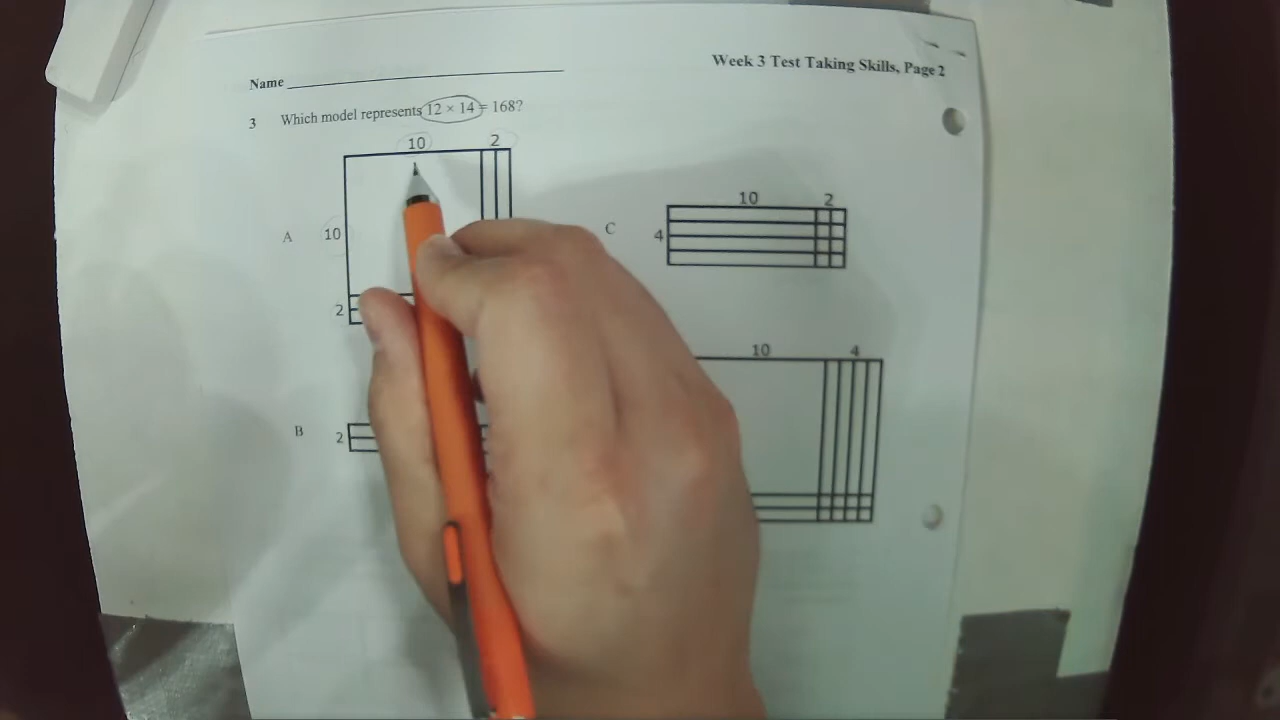 Week 3 Test Taking Skills, Page 2
Name
3 Which model represents 12 × 14 = 168?
10 2
A 10
2
C 10 2
4
B 2
10 4